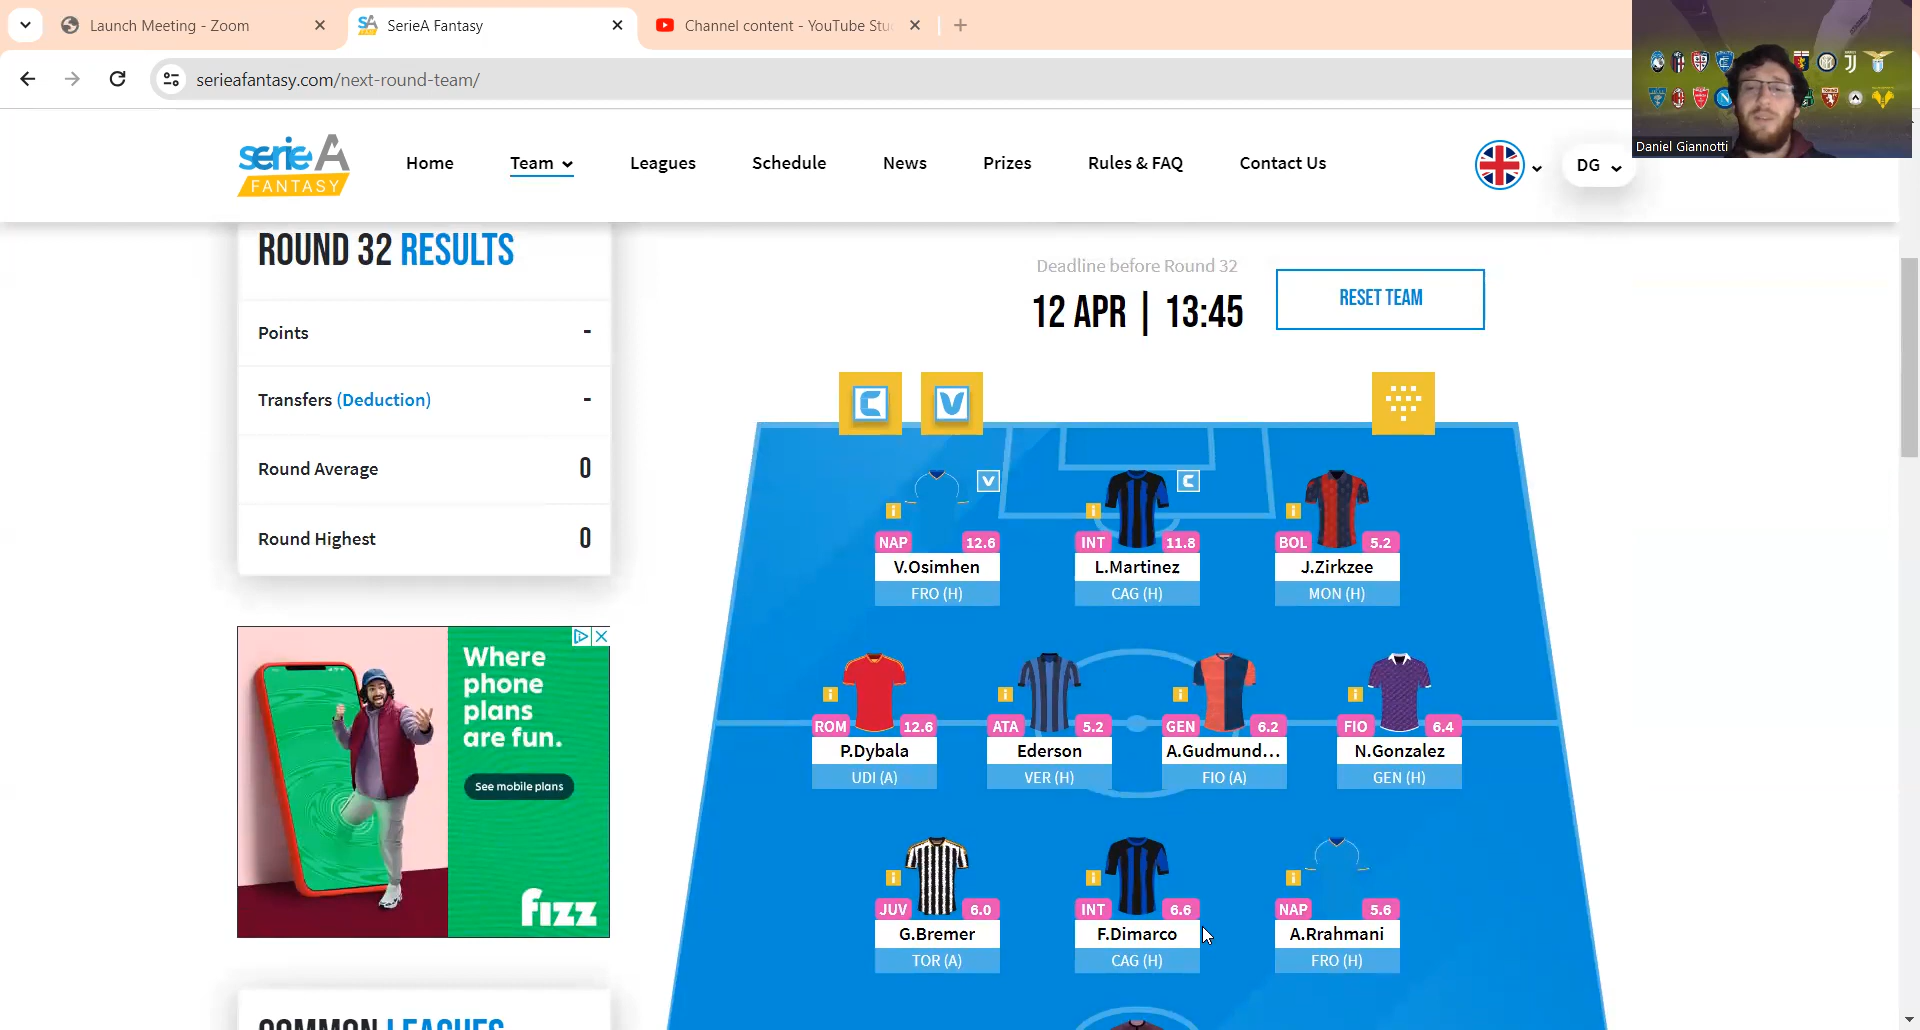 Launch Meeting - Zoom
SerieA Fantasy
Channel content - YouTube Stu
serieafantasy.com/next-round-team/
Daniel Giannotti
serie A
FANTASY
Home
Team
Leagues
Schedule
News
Prizes
Rules & FAQ
Contact Us
DG
ROUND 32 RESULTS
Points -
Transfers (Deduction) -
Round Average 0
Round Highest 0
Deadline before Round 32
12 APR | 13:45
RESET TEAM
C
V
V
C
NAP 12.6
V.Osimhen
FRO (H)
INT 11.8
L.Martinez
CAG (H)
BOL 5.2
J.Zirkzee
MON (H)
ROM 12.6
P.Dybala
UDI (A)
ATA 5.2
Ederson
VER (H)
GEN 6.2
A.Gudmund...
FIO (A)
FIO 6.4
N.Gonzalez
GEN (H)
JUV 6.0
G.Bremer
TOR (A)
INT 6.6
F.Dimarco
CAG (H)
NAP 5.6
A.Rrahmani
FRO (H)
Where
phone
plans
are fun.
See mobile plans
fizz
COMMON LEAGUES